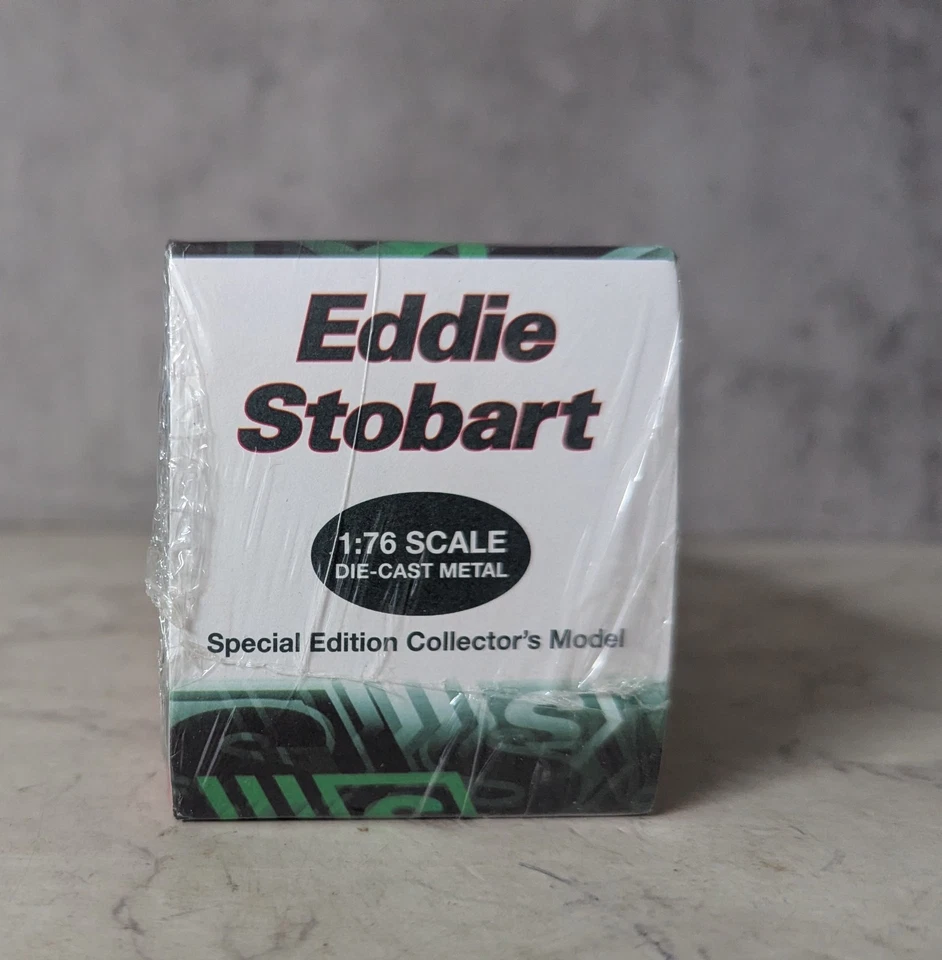 Eddie
Stobart
1:76 SCALE
DIE-CAST METAL
Special Edition Collector's Model